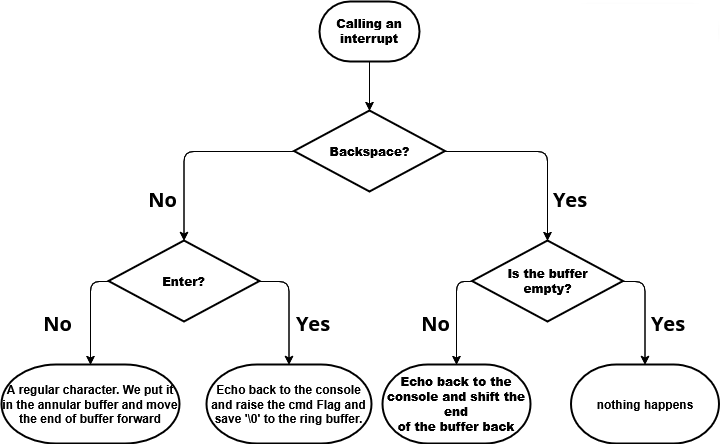 Calling an
interrupt
Backspace?
No
Yes
Enter?
Is the buffer
empty?
No
Yes
No
Yes
A regular character. We put it
in the annular buffer and move
the end of buffer forward
Echo back to the console
and raise the cmd Flag and
save '\0' to the ring buffer.
Echo back to the
console and shift the
end
of the buffer back
nothing happens